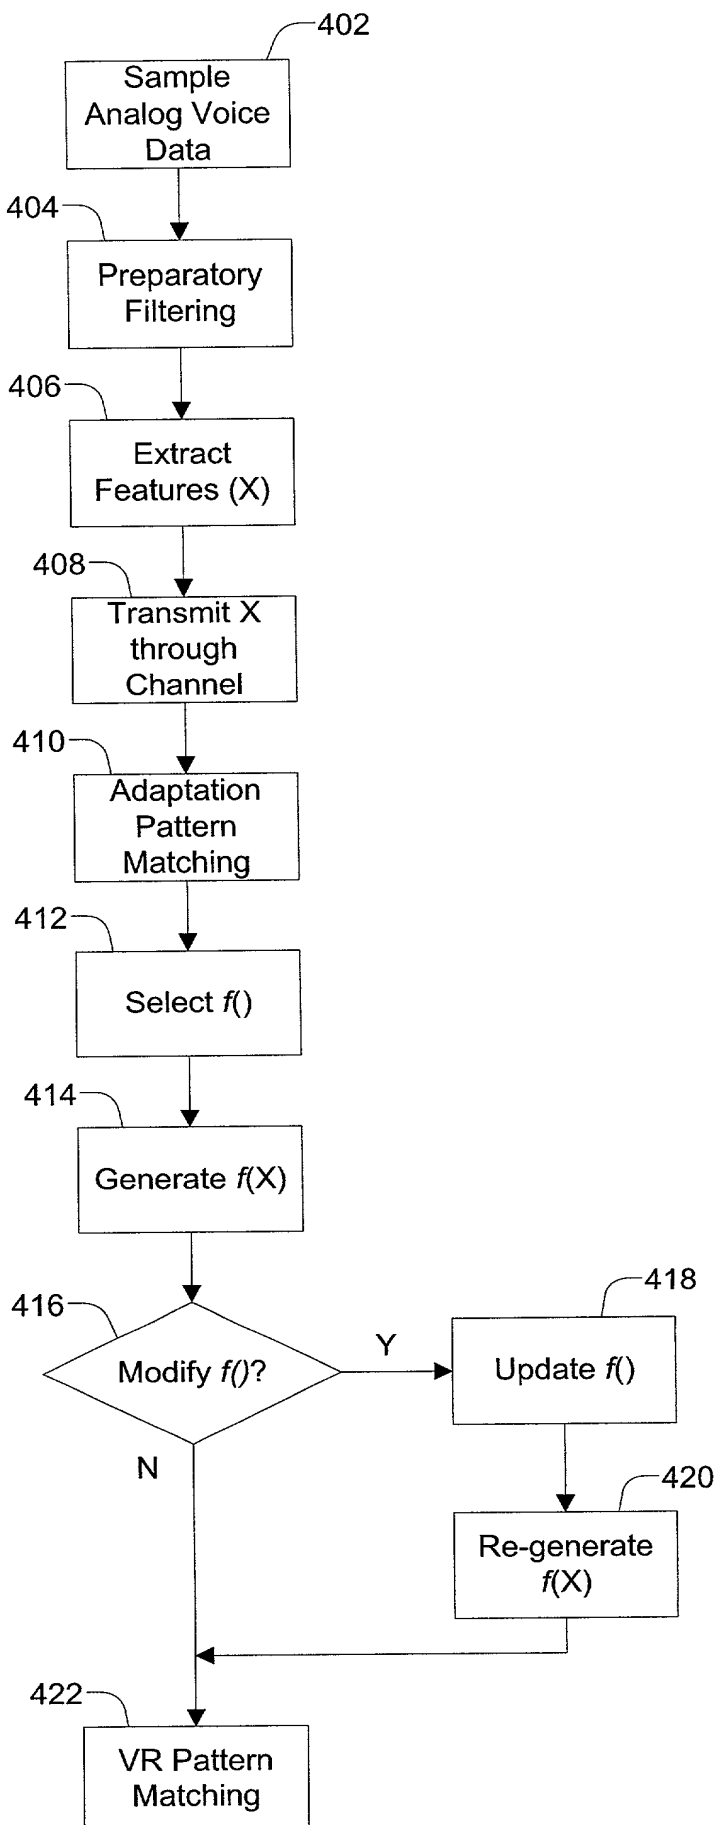 402
Sample
Analog Voice
Data
404
Preparatory
Filtering
406
Extract
Features (X)
408
Transmit X
through
Channel
410
Adaptation
Pattern
Matching
412
Select f()
414
Generate f(X)
416
Modify f()?
Y
N
418
Update f()
420
Re-generate
f(X)
422
VR Pattern
Matching